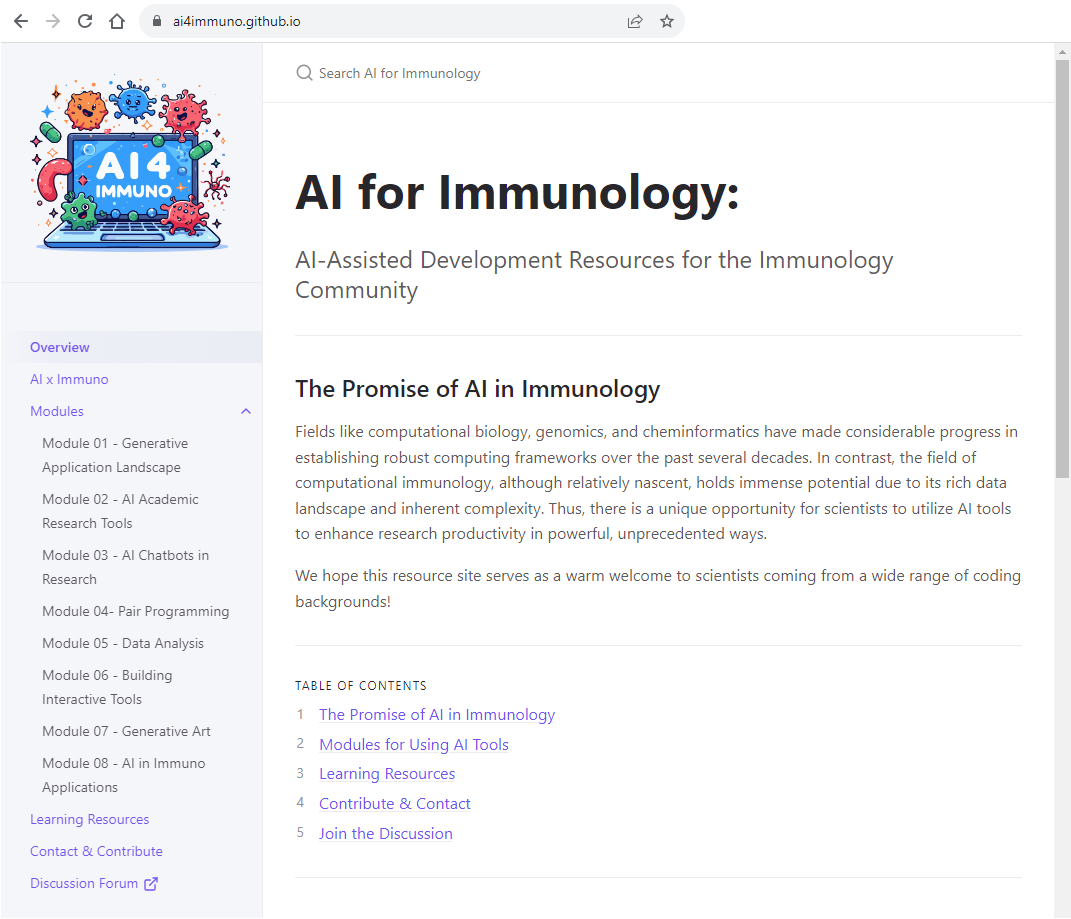 ai4immuno.github.io
AI4
IMMUNO
Overview
AI x Immuno
Modules
Module 01 - Generative
Application Landscape
Module 02 - AI Academic
Research Tools
Module 03 - AI Chatbots in
Research
Module 04- Pair Programming
Module 05 - Data Analysis
Module 06 - Building
Interactive Tools
Module 07 - Generative Art
Module 08 - AI in Immuno
Applications
Learning Resources
Contact & Contribute
Discussion Forum
Search AI for Immunology
AI for Immunology:
AI-Assisted Development Resources for the Immunology
Community
The Promise of AI in Immunology
Fields like computational biology, genomics, and cheminformatics have made considerable progress in
establishing robust computing frameworks over the past several decades. In contrast, the field of
computational immunology, although relatively nascent, holds immense potential due to its rich data
landscape and inherent complexity. Thus, there is a unique opportunity for scientists to utilize AI tools
to enhance research productivity in powerful, unprecedented ways.
We hope this resource site serves as a warm welcome to scientists coming from a wide range of coding
backgrounds!
TABLE OF CONTENTS
1 The Promise of AI in Immunology
2 Modules for Using AI Tools
3 Learning Resources
4 Contribute & Contact
5 Join the Discussion